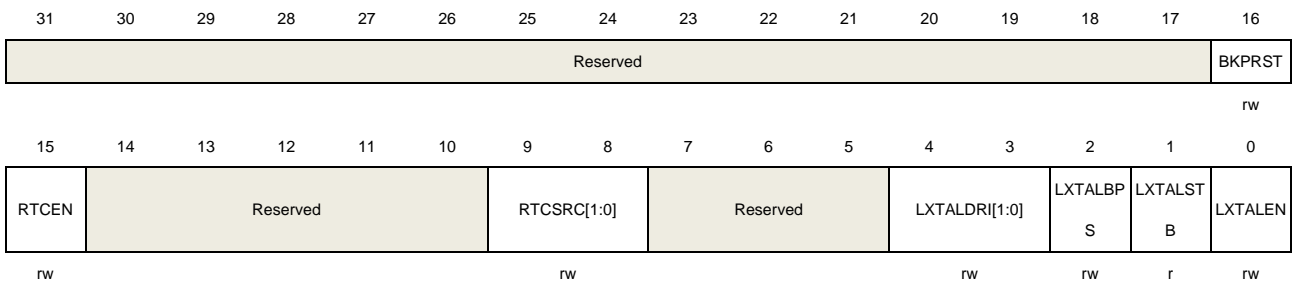 31 30 29 28 27 26 25 24 23 22 21 20 19 18 17 16
Reserved BKPRST
rw
15 14 13 12 11 10 9 8 7 6 5 4 3 2 1 0
RTCEN Reserved RTCSRC[1:0] Reserved LXTALDRI[1:0] LXTALBP LXTALST LXTALEN
S B
rw rw rw rw r rw